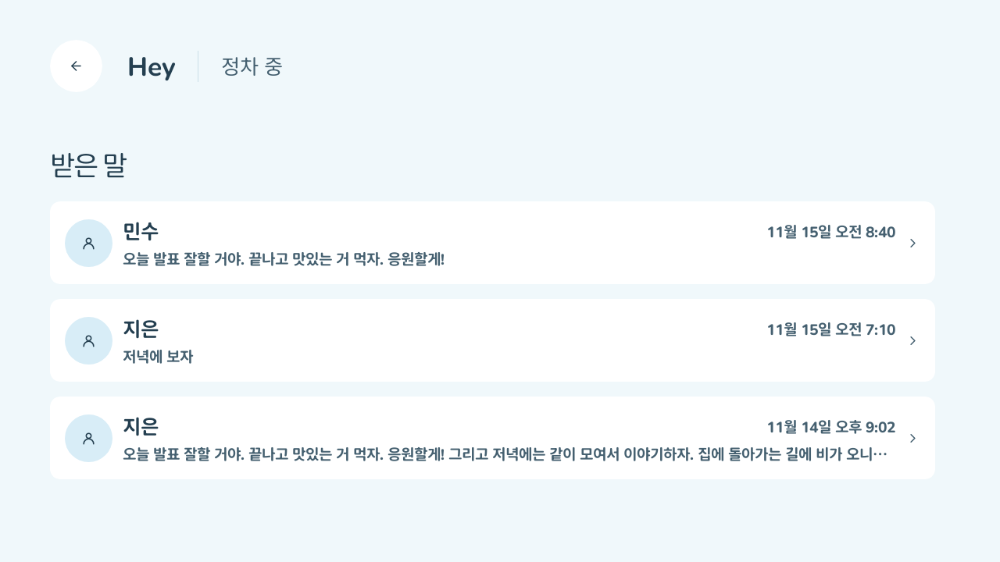 Hey
정차 중
받은 말
민수
11월 15일 오전 8:40
오늘 발표 잘할 거야. 끝나고 맛있는 거 먹자. 응원할게!
지은
11월 15일 오전 7:10
저녁에 보자
지은
11월 14일 오후 9:02
오늘 발표 잘할 거야. 끝나고 맛있는 거 먹자. 응원할게! 그리고 저녁에는 같이 모여서 이야기하자. 집에 돌아가는 길에 비가 오니…